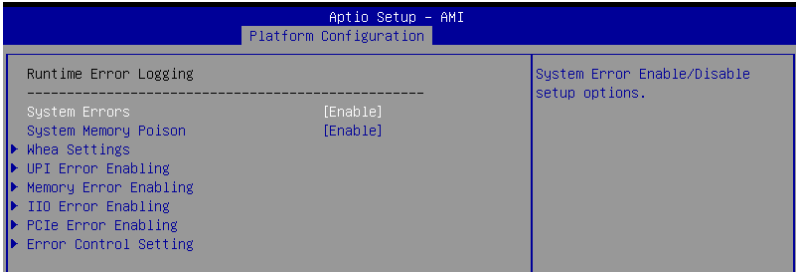 Aptio Setup – AMI
Platform Configuration
Runtime Error Logging
--------------------------------------------------
System Errors [Enable]
System Memory Poison [Enable]
Whea Settings
UPI Error Enabling
Memory Error Enabling
IIO Error Enabling
PCIe Error Enabling
Error Control Setting
System Error Enable/Disable
setup options.